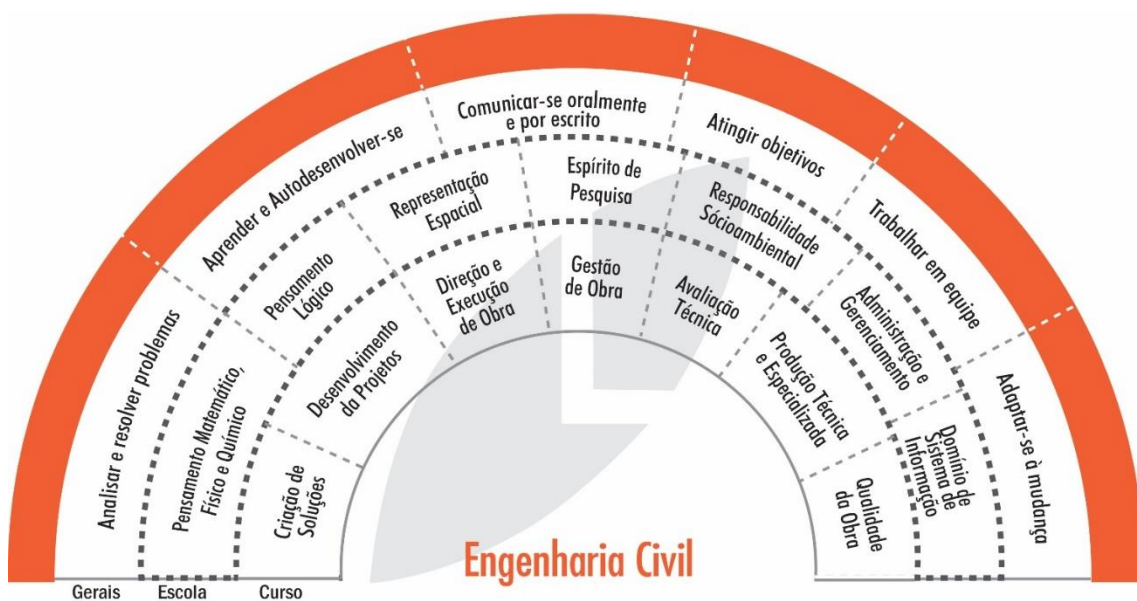 Analisar e resolver problemas
Aprender e Autodesenvolver-se
Comunicar-se oralmente
e por escrito
Atingir objetivos
Trabalhar em equipe
Adaptar-se à mudança
Pensamento Matemático,
Físico e Químico
Pensamento
Lógico
Representação
Espacial
Espírito de
Pesquisa
Responsabilidade
Sócioambiental
Administração e
Gerenciamento
Domínio de
Sistema de
Informação
Criação de
Soluções
Desenvolvimento
da Projetos
Direção e
Execução
de Obra
Gestão
de Obra
Avaliação
Técnica
Produção Técnica
e Especializada
Qualidade
da Obra
Engenharia Civil
Gerais Escola Curso